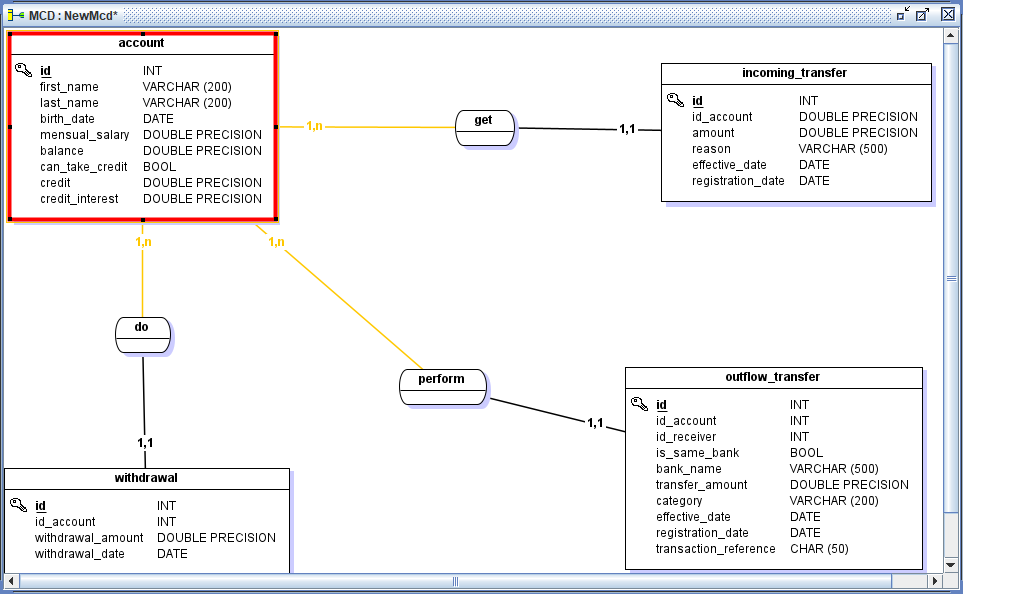 MCD : NewMcd*
account
id INT
first_name VARCHAR (200)
last_name VARCHAR (200)
birth_date DATE
mensual_salary DOUBLE PRECISION
balance DOUBLE PRECISION
can_take_credit BOOL
credit DOUBLE PRECISION
credit_interest DOUBLE PRECISION
1,n
get
1,1
incoming_transfer
id INT
id_account DOUBLE PRECISION
amount DOUBLE PRECISION
reason VARCHAR (500)
effective_date DATE
registration_date DATE
1,n
1,n
do
perform
1,1
1,1
outflow_transfer
id INT
id_account INT
id_receiver INT
is_same_bank BOOL
bank_name VARCHAR (500)
transfer_amount DOUBLE PRECISION
category VARCHAR (200)
effective_date DATE
registration_date DATE
transaction_reference CHAR (50)
withdrawal
id INT
id_account INT
withdrawal_amount DOUBLE PRECISION
withdrawal_date DATE